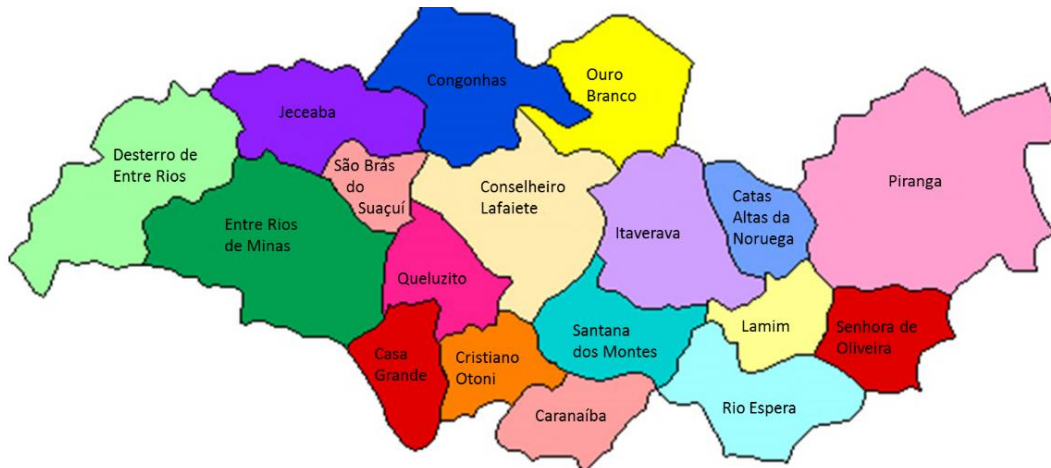 Congonhas
Ouro
Branco
Jeceaba
Desterro de
Entre Rios
São Brás
do
Suaçuí
Conselheiro
Lafaiete
Catas
Altas da
Noruega
Piranga
Entre Rios
de Minas
Itaverava
Queluzito
Santana
dos Montes
Lamim
Senhora de
Oliveira
Casa
Grande
Cristiano
Otoni
Caranaíba
Rio Espera